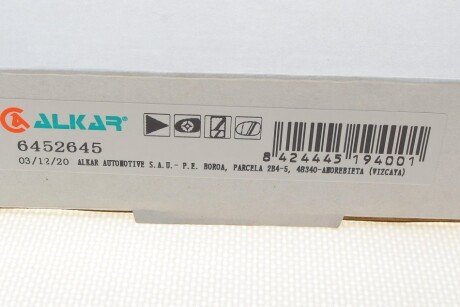 ALKAR®
6452645
8 424445 194001
03/12/20 ALKAR AUTOMOTIVE S.A.U.- P.E. BOROA, PARCELA 2B4-5, 48340-AMOREBIETA (VIZCAYA)